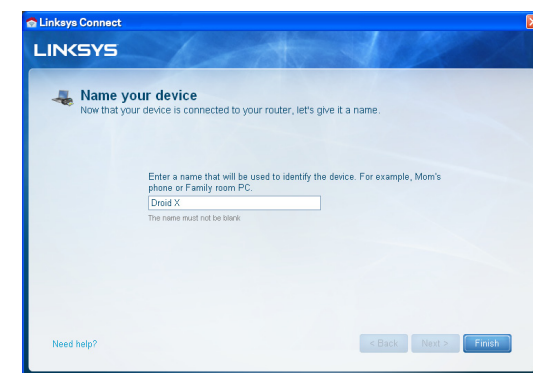 Linksys Connect
LINKSYS
Name your device
Now that your device is connected to your router, let's give it a name.
Enter a name that will be used to identify the device. For example, Mom's
phone or Family room PC.
Droid X
The name must not be blank
Need help?
< Back
Next >
Finish